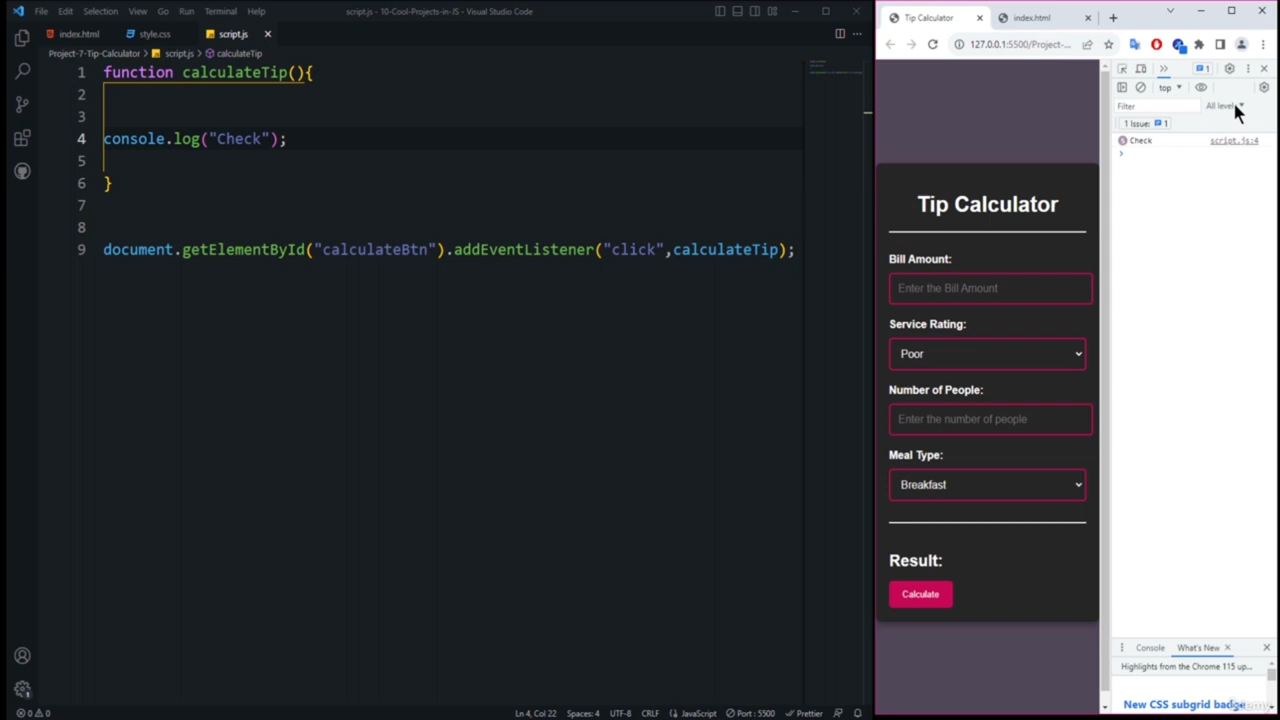 File Edit Selection View Go Run Terminal Help
script.js - 10-Cool-Projects-in-JS - Visual Studio Code
index.html
style.css
script.js
Project-7-Tip-Calculator > script.js > calculateTip
1 function calculateTip(){
2
3
4 console.log("Check");
5
6 }
7
8
9 document.getElementById("calculateBtn").addEventListener("click",calculateTip);
Ln 4, Col 22 Spaces: 4 UTF-8 CRLF JavaScript Port : 5500 Prettier
0 0
Tip Calculator
index.html
127.0.0.1:5500/Project-...
Tip Calculator
Bill Amount:
Enter the Bill Amount
Service Rating:
Poor
Number of People:
Enter the number of people
Meal Type:
Breakfast
Result:
Calculate
1
top
Filter
All level
1 Issue: 1
5 Check script.js:4
Console What's New
Highlights from the Chrome 115 up...
New CSS subgrid badge